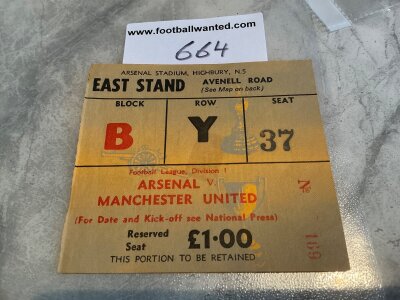 www.footballwanted.com
664
ARSENAL STADIUM, HIGHBURY, N.5
EAST STAND AVENELL ROAD
(See Map on back)
BLOCK ROW SEAT
B Y 37
Football League, Division 1
ARSENAL V
MANCHESTER UNITED
(For Date and Kick-off see National Press)
Reserved Seat £1·00
THIS PORTION TO BE RETAINED